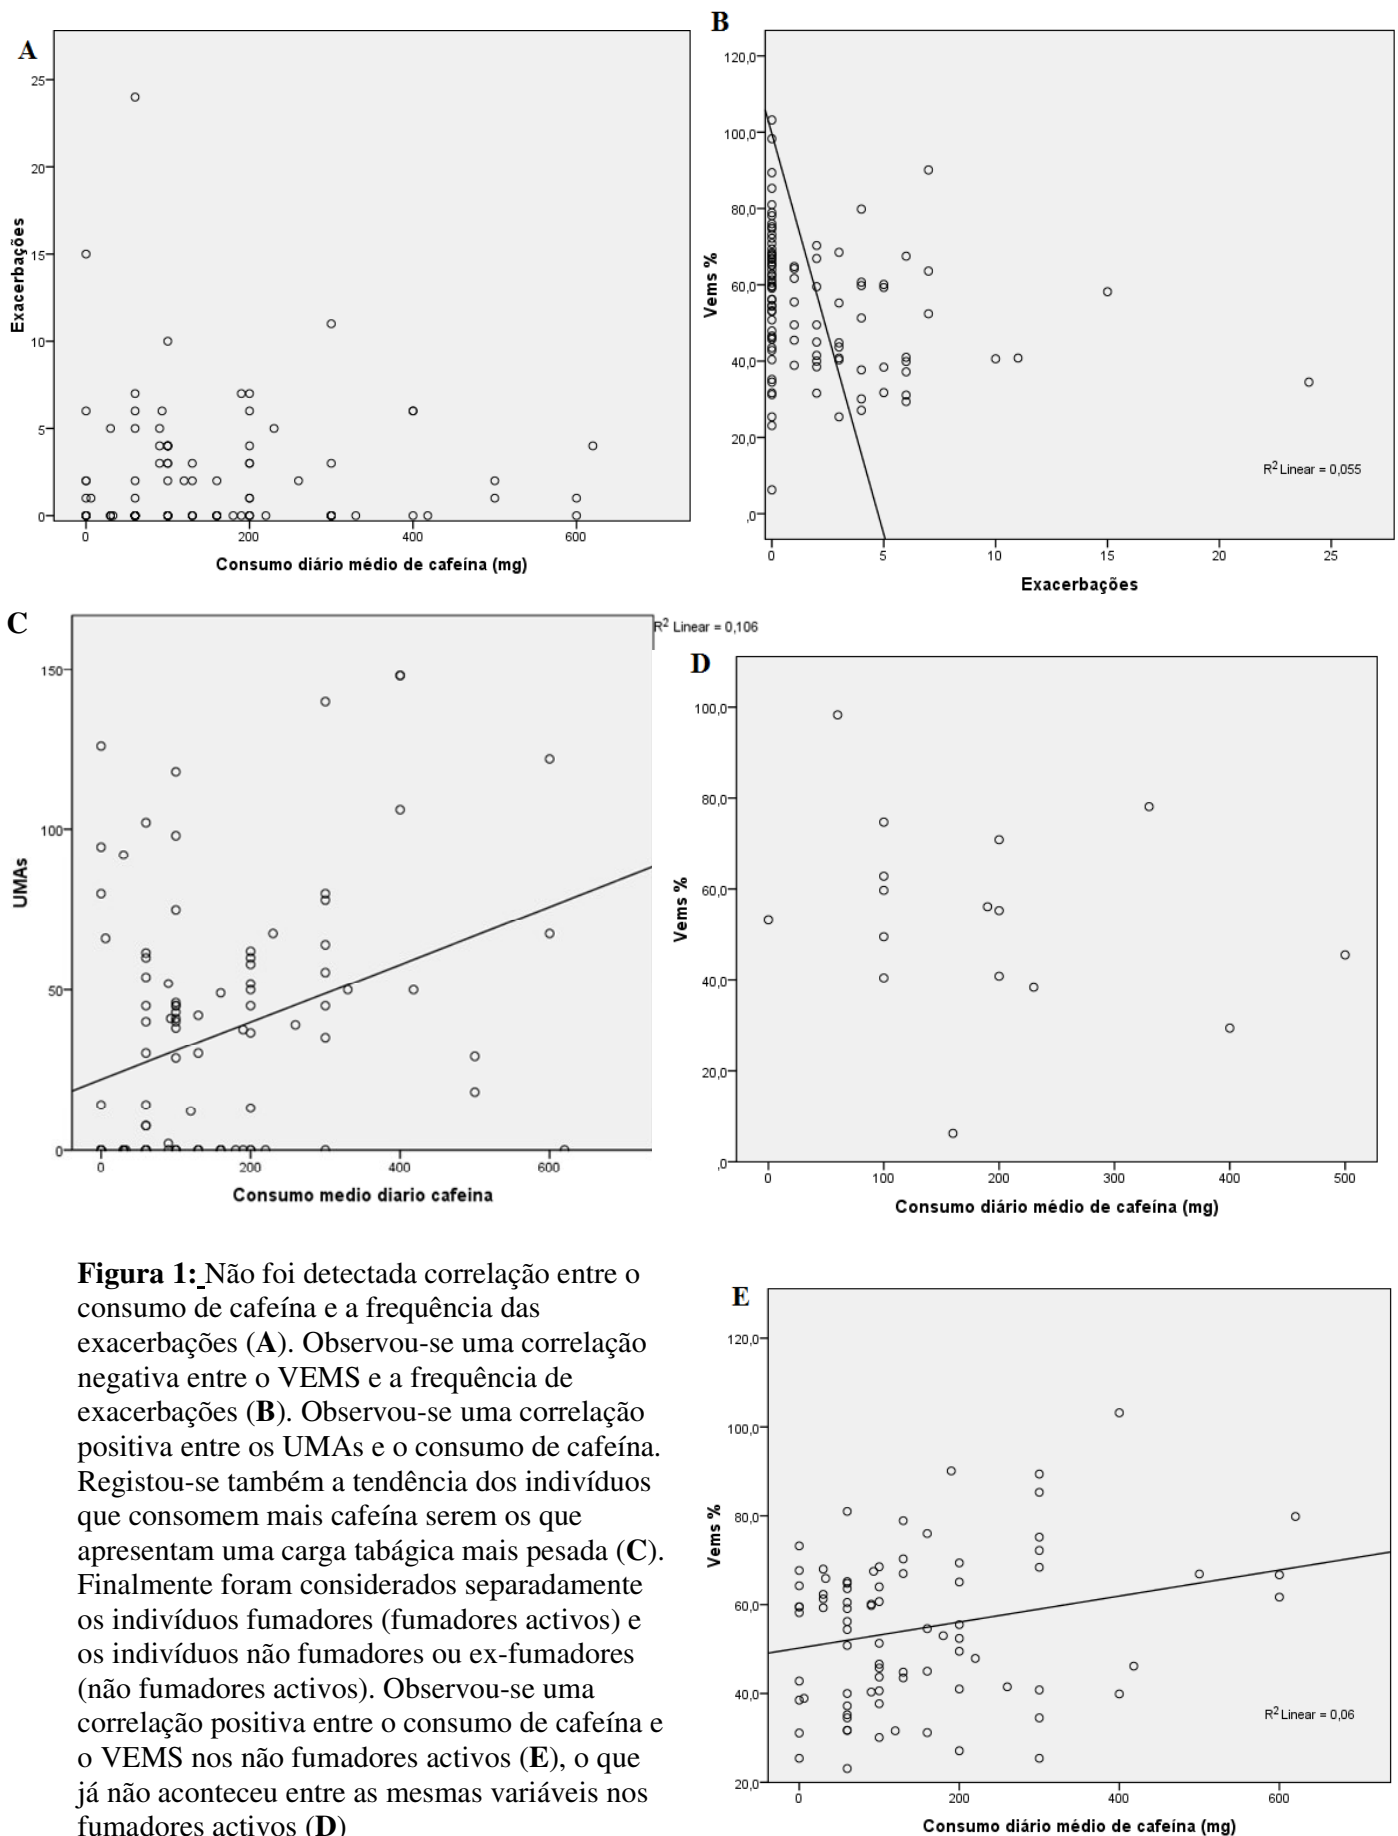 A
25
20
15
10
5
0
Exacerbações
0
200
400
600
Consumo diário médio de cafeína (mg)
B
120,0
100,0
80,0
60,0
40,0
20,0
,0
Vems %
R² Linear = 0,055
0
5
10
15
20
25
Exacerbações
C
R² Linear = 0,106
150
100
50
0
UMAs
0
200
400
600
Consumo medio diario cafeina
D
100,0
80,0
60,0
40,0
20,0
,0
Vems %
0
100
200
300
400
500
Consumo diário médio de cafeína (mg)
Figura 1: Não foi detectada correlação entre o
consumo de cafeína e a frequência das
exacerbações (A). Observou-se uma correlação
negativa entre o VEMS e a frequência de
exacerbações (B). Observou-se uma correlação
positiva entre os UMAs e o consumo de cafeína.
Registou-se também a tendência dos indivíduos
que consomem mais cafeína serem os que
apresentam uma carga tabágica mais pesada (C).
Finalmente foram considerados separadamente
os indivíduos fumadores (fumadores activos) e
os indivíduos não fumadores ou ex-fumadores
(não fumadores activos). Observou-se uma
correlação positiva entre o consumo de cafeína e
o VEMS nos não fumadores activos (E), o que
já não aconteceu entre as mesmas variáveis nos
fumadores activos (D)
E
120,0
100,0
80,0
60,0
40,0
20,0
Vems %
R² Linear = 0,06
0
200
400
600
Consumo diário médio de cafeína (mg)